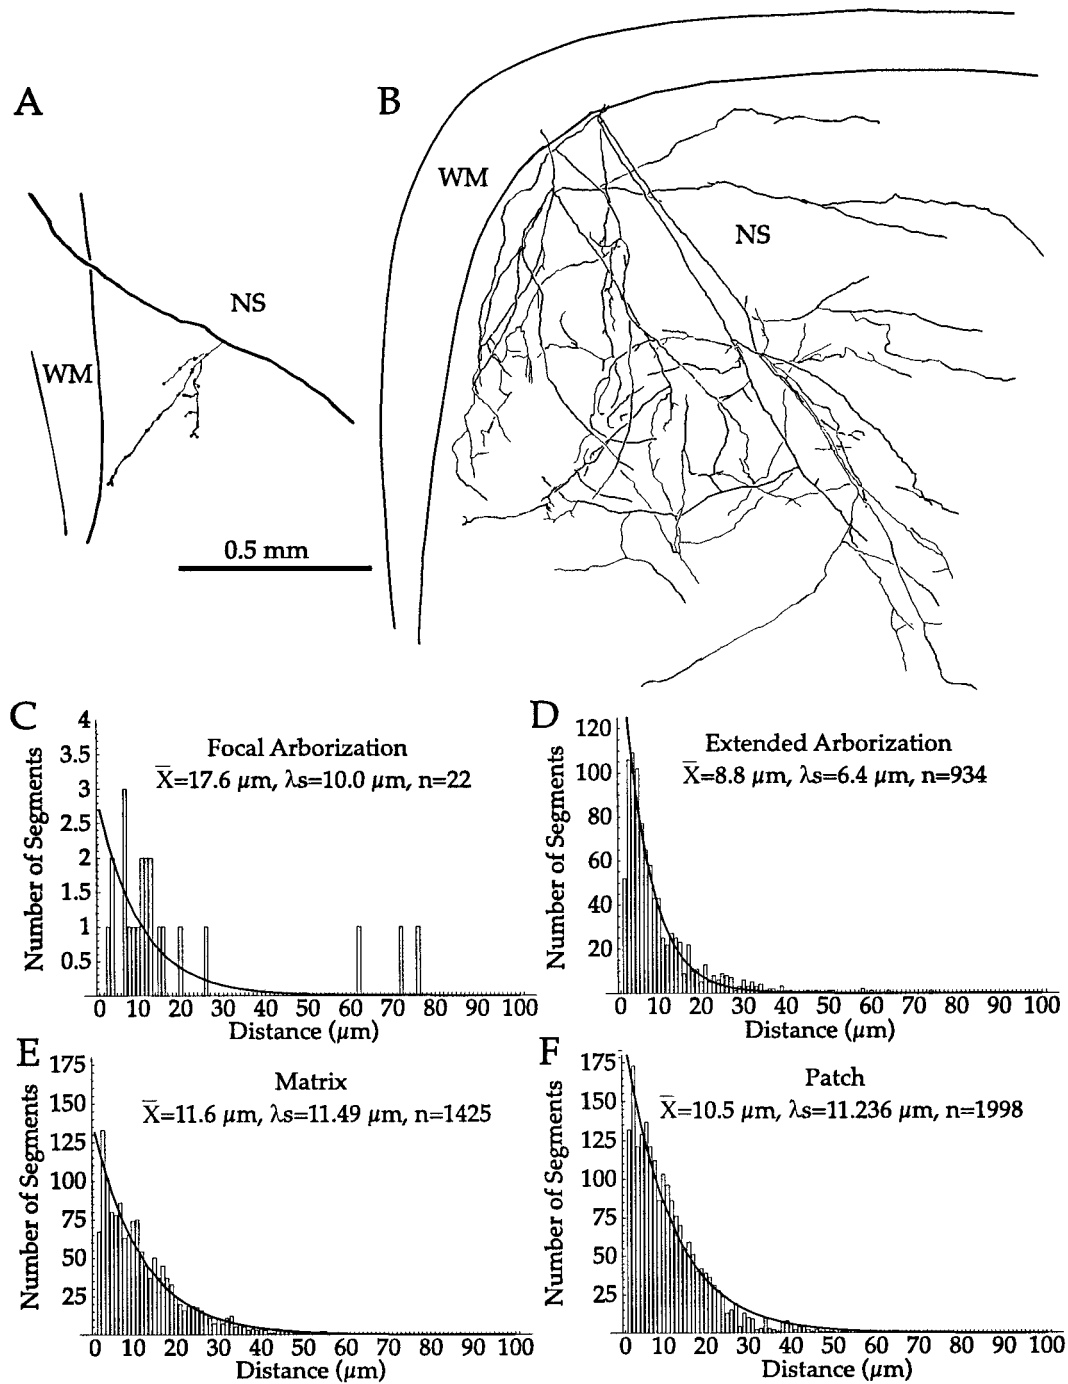 A
B
WM
NS
NS
WM
0.5 mm
C
Focal Arborization
X̄=17.6 µm, λs=10.0 µm, n=22
Number of Segments
4
3.5
3
2.5
2
1.5
1
0.5
0 10 20 30 40 50 60 70 80 90 100
Distance (µm)
D
Extended Arborization
X̄=8.8 µm, λs=6.4 µm, n=934
Number of Segments
120
100
80
60
40
20
0 10 20 30 40 50 60 70 80 90 100
Distance (µm)
E
Matrix
X̄=11.6 µm, λs=11.49 µm, n=1425
Number of Segments
175
150
125
100
75
50
25
0 10 20 30 40 50 60 70 80 90 100
Distance (µm)
F
Patch
X̄=10.5 µm, λs=11.236 µm, n=1998
Number of Segments
175
150
125
100
75
50
25
0 10 20 30 40 50 60 70 80 90 100
Distance (µm)